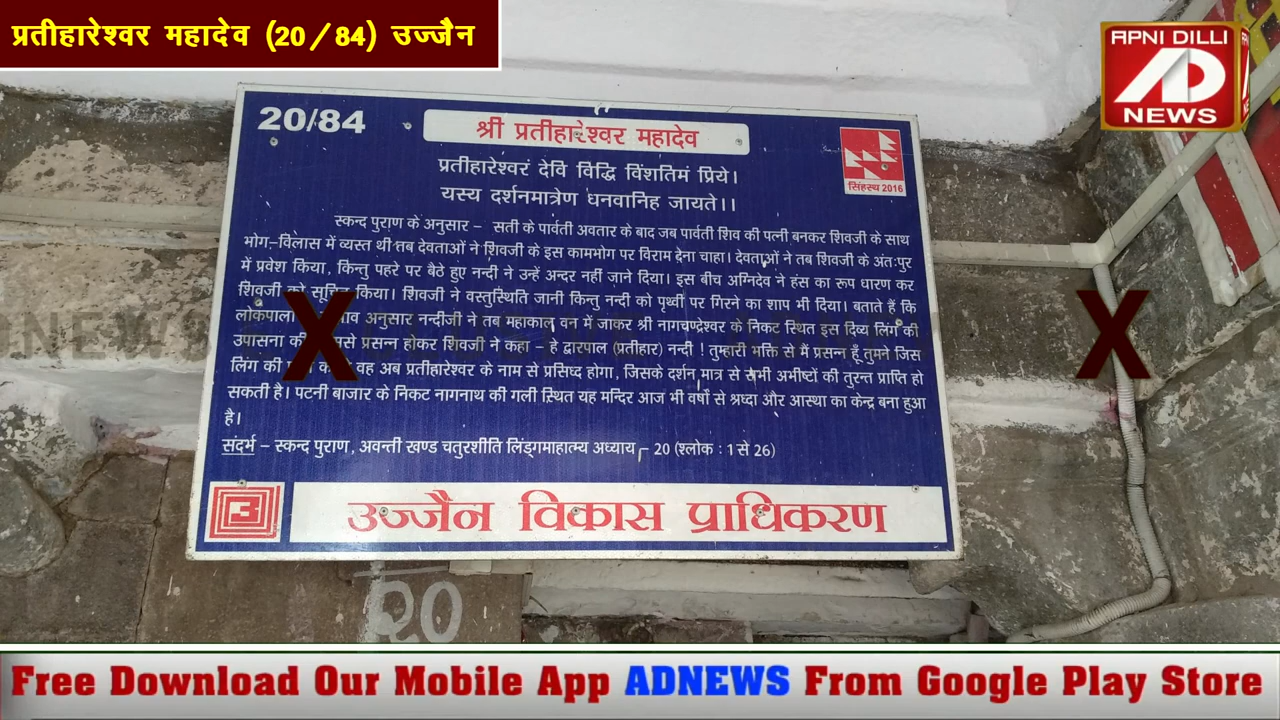 प्रतीहारेश्वर महादेव (20/84) उज्जैन
APNI DILLI
AD
NEWS
20/84
श्री प्रतीहारेश्वर महादेव
सिंहस्थ 2016
प्रतीहारेश्वरं देवि विद्धि विंशतिमं प्रिये।
यस्य दर्शनमात्रेण धनवानिह जायते।।
स्कन्द पुराण के अनुसार – सती के पार्वती अवतार के बाद जब पार्वती शिव की पत्नी बनकर शिवजी के साथ
भोग–विलास में व्यस्त थी तब देवताओं ने शिवजी के इस कामभोग पर विराम देना चाहा। देवताओं ने तब शिवजी के अंतःपुर
में प्रवेश किया, किन्तु पहरे पर बैठे हुए नन्दी ने उन्हें अन्दर नहीं जाने दिया। इस बीच अग्निदेव ने हंस का रूप धारण कर
शिवजी को सूचित किया। शिवजी ने वस्तुस्थिति जानी किन्तु नन्दी को पृथ्वी पर गिरने का शाप भी दिया। बताते हैं कि
अनुसार नन्दीजी ने तब महाकाल वन में जाकर श्री नागचण्द्रेश्वर के निकट स्थित इस दिव्य लिंग की
उपासना की प्रसन्न होकर शिवजी ने कहा – हे द्वारपाल (प्रतीहार) नन्दी ! तुम्हारी भक्ति से मैं प्रसन्न हूँ तुमने जिस
लिंग की वह अब प्रतीहारेश्वर के नाम से प्रसिध्द होगा, जिसके दर्शन मात्र से सभी अभीष्टों की तुरन्त प्राप्ति हो
सकती है। पटनी बाजार के निकट नागनाथ की गली स्थित यह मन्दिर आज भी वर्षों से श्रध्दा और आस्था का केन्द्र बना हुआ
है।
संदर्भ – स्कन्द पुराण, अवन्ती खण्ड चतुरशीति लिंड्गमाहात्म्य अध्याय – 20 (श्लोक : 1 से 26)
उज्जैन विकास प्राधिकरण
X
X
20
Free Download Our Mobile App ADNEWS From Google Play Store